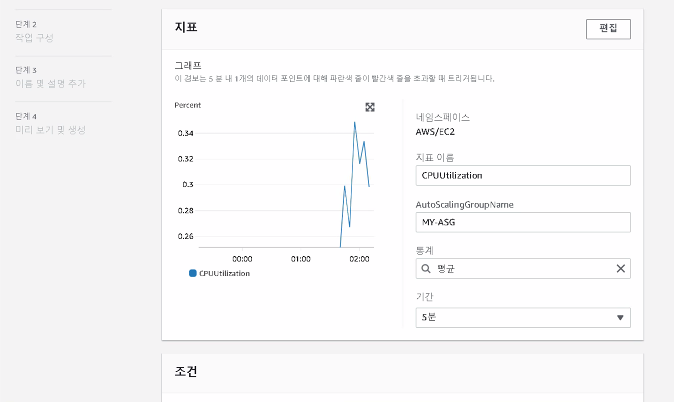 단계 2
작업 구성
단계 3
이름 및 설명 추가
단계 4
미리 보기 및 생성
지표
편집
그래프
이 경보는 5 분 내 1개의 데이터 포인트에 대해 파란색 줄이 빨간색 줄을 초과할 때 트리거됩니다.
Percent
0.34
0.32
0.3
0.28
0.26
00:00
01:00
02:00
CPUUtilization
네임스페이스
AWS/EC2
지표 이름
CPUUtilization
AutoScalingGroupName
MY-ASG
통계
평균
기간
5분
조건